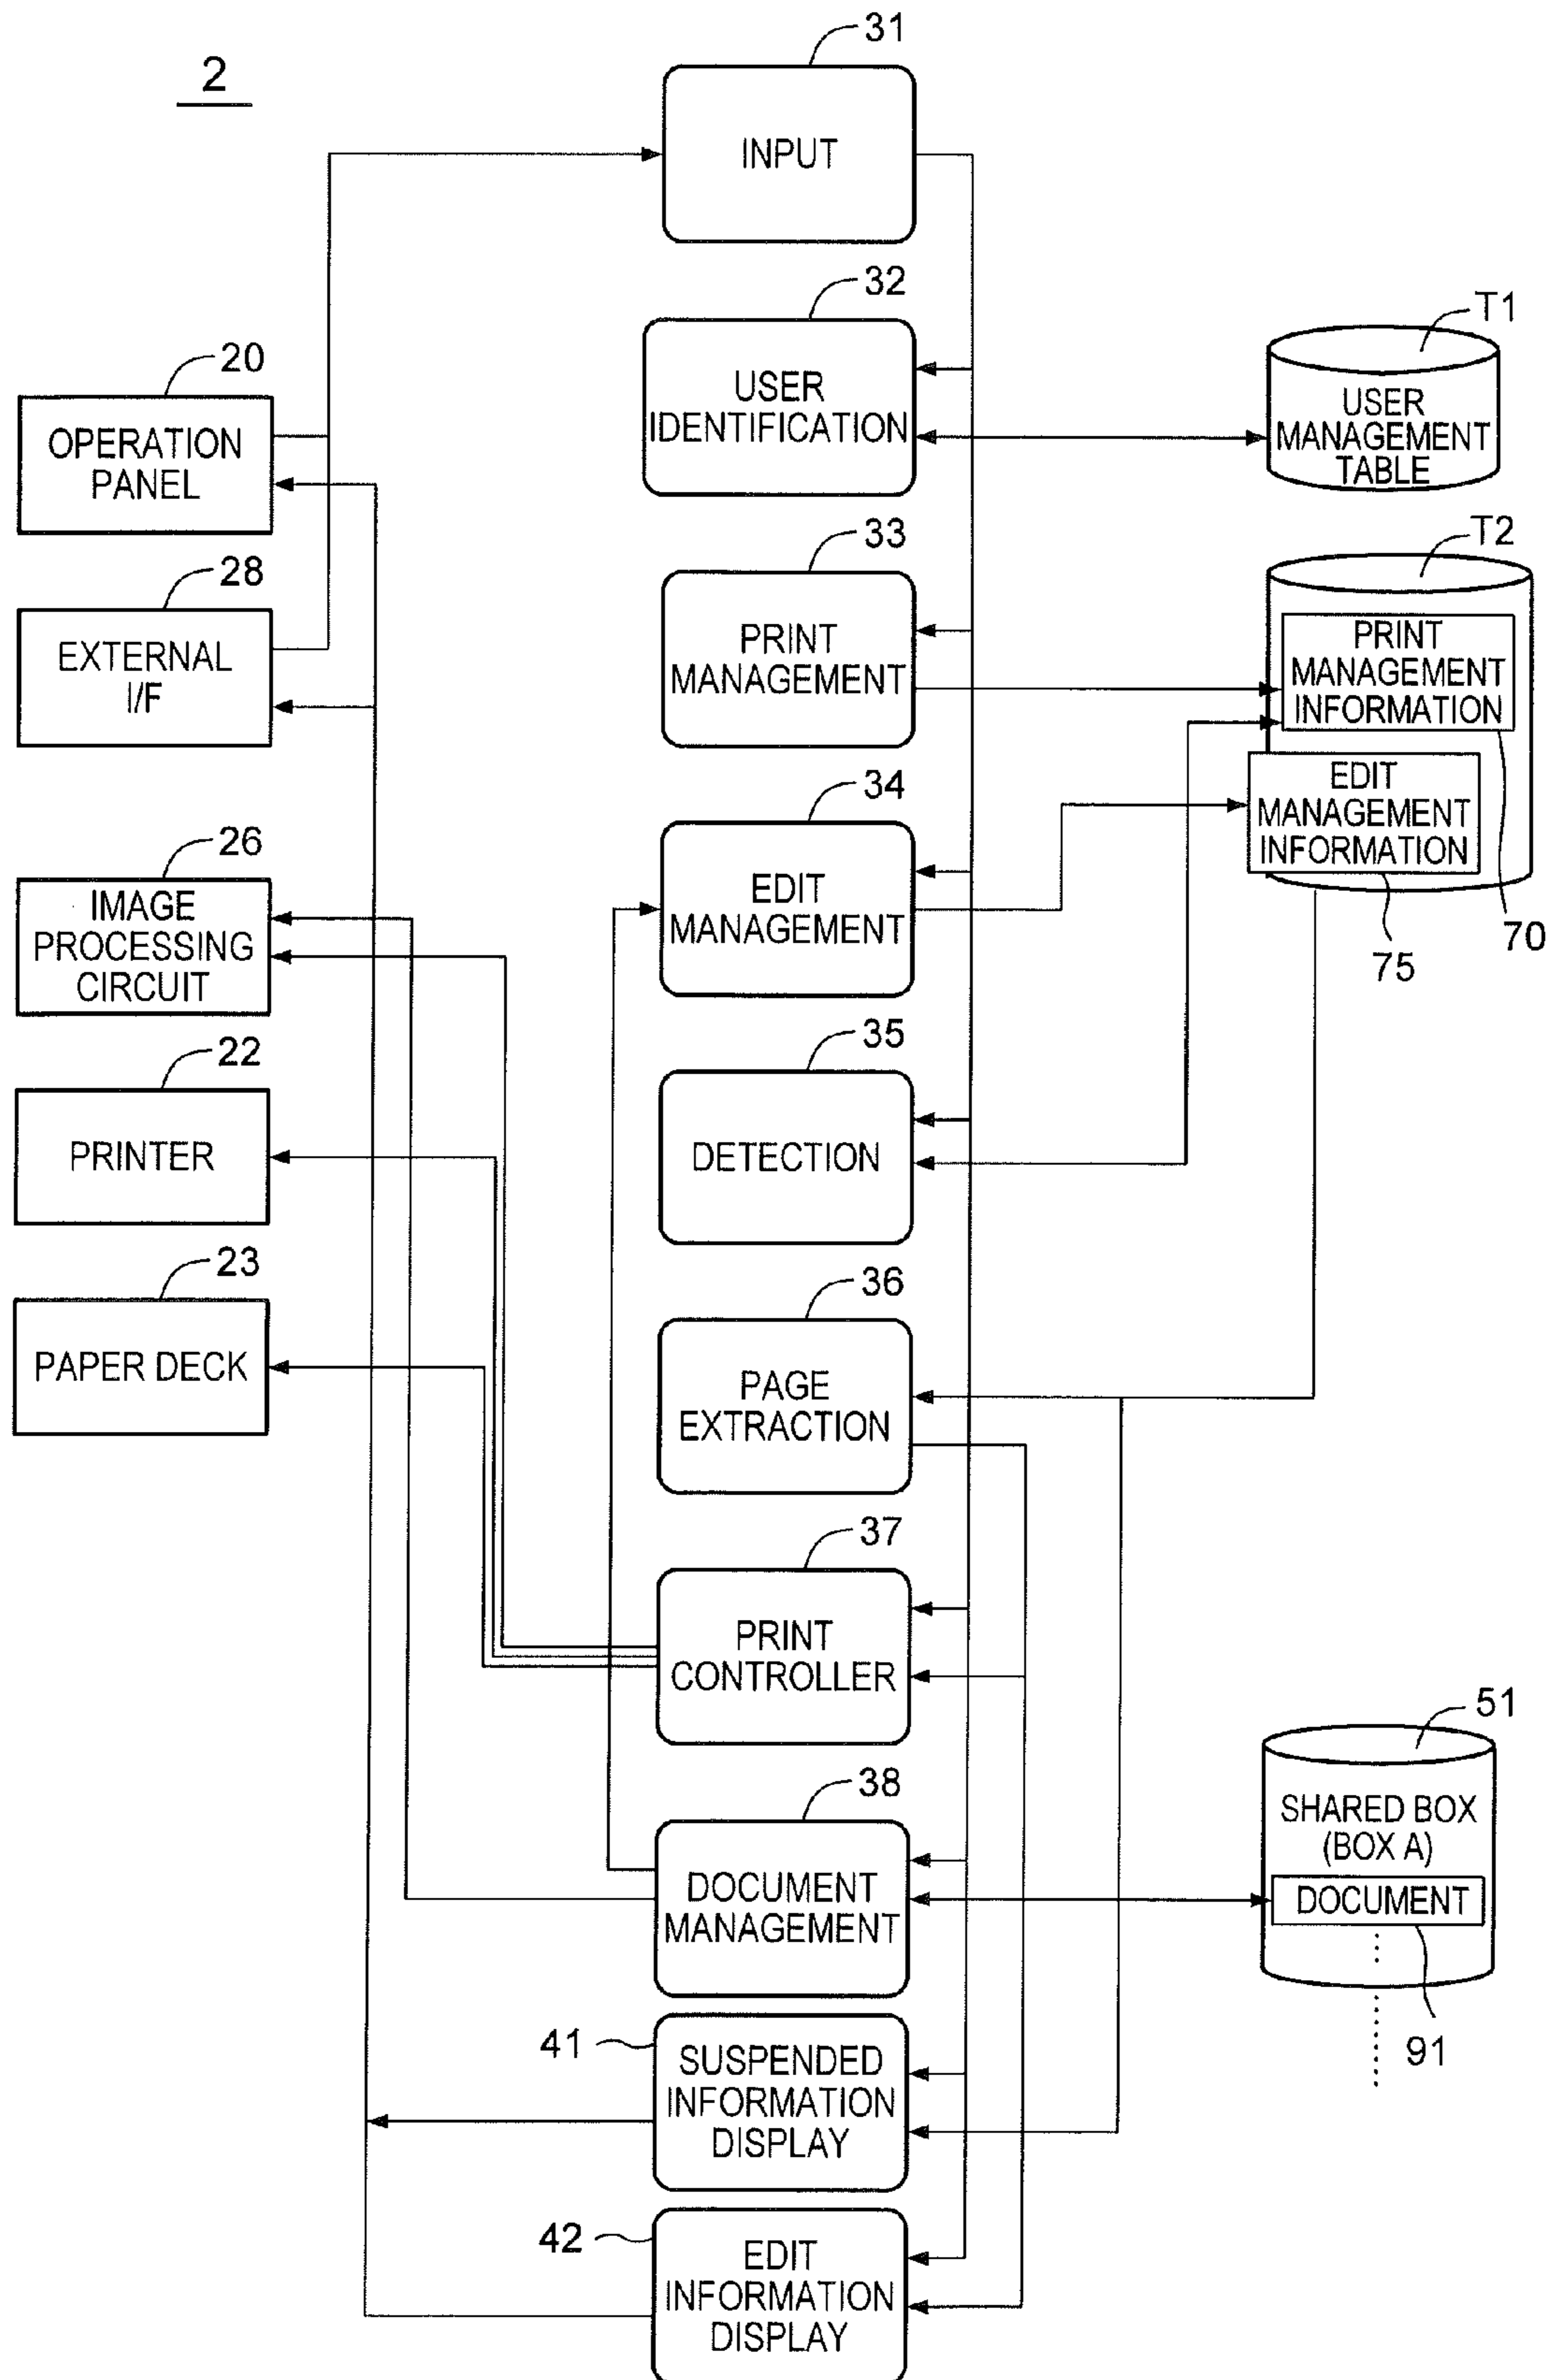 2
31
INPUT
32
USER
IDENTIFICATION
T1
USER
MANAGEMENT
TABLE
20
OPERATION
PANEL
33
PRINT
MANAGEMENT
T2
PRINT
MANAGEMENT
INFORMATION
28
EXTERNAL
I/F
34
EDIT
MANAGEMENT
EDIT
MANAGEMENT
INFORMATION
70
75
26
IMAGE
PROCESSING
CIRCUIT
35
DETECTION
22
PRINTER
23
PAPER DECK
36
PAGE
EXTRACTION
37
PRINT
CONTROLLER
38
DOCUMENT
MANAGEMENT
51
SHARED BOX
(BOX A)
DOCUMENT
91
41
SUSPENDED
INFORMATION
DISPLAY
42
EDIT
INFORMATION
DISPLAY